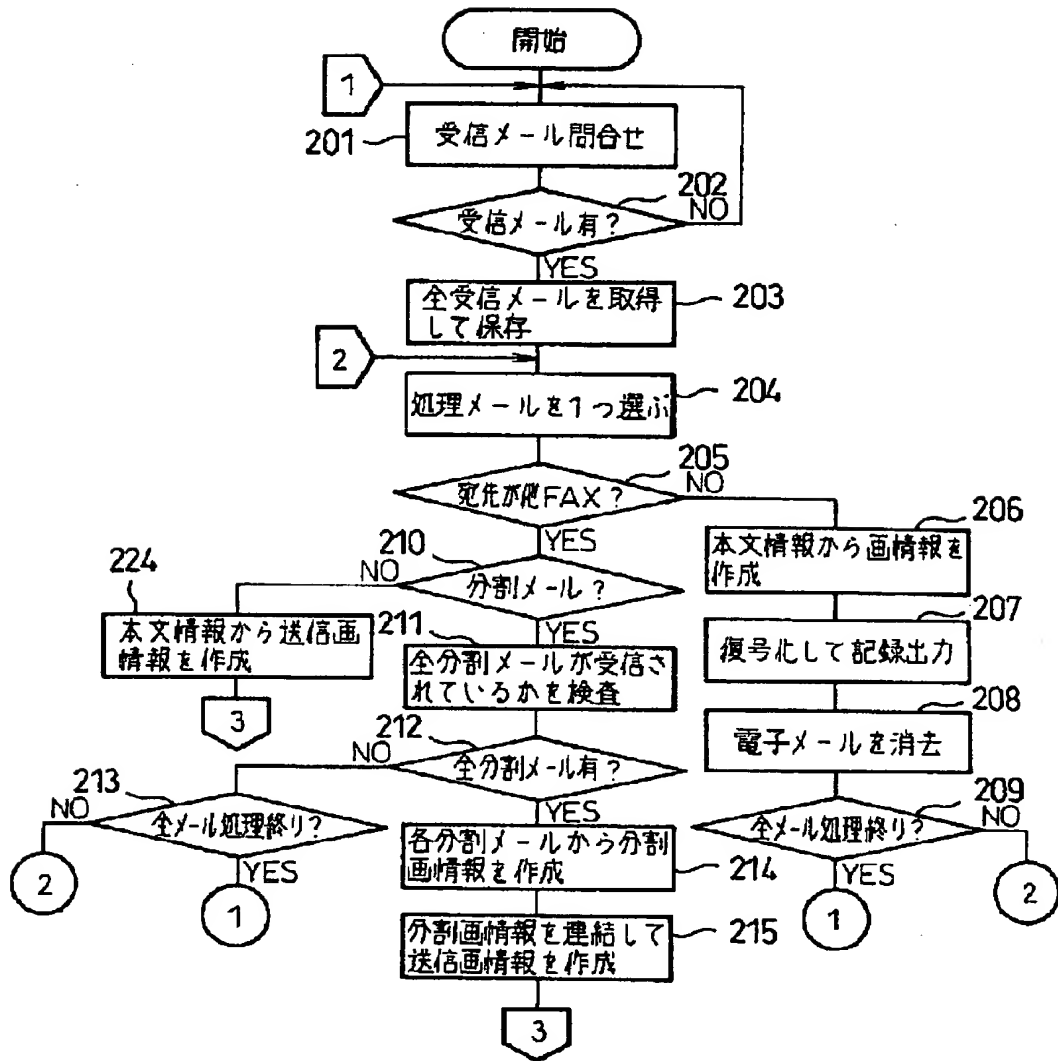 開始
1
201
受信メール問合せ
202
受信メール有?
NO
YES
全受信メールを取得
して保存
203
2
処理メールを1つ選ぶ
204
205
宛先が他FAX?
NO
YES
206
本文情報から画情報を
作成
207
復号化して記録出力
208
電子メールを消去
209
全メール処理終り?
NO
2
YES
1
210
分割メール?
NO
YES
224
本文情報から送信画
情報を作成
3
211
全分割メールが受信さ
れているかを検査
212
全分割メール有?
NO
YES
213
全メール処理終り?
NO
2
YES
1
各分割メールから分割
画情報を作成
214
分割画情報を連結して
送信画情報を作成
215
3